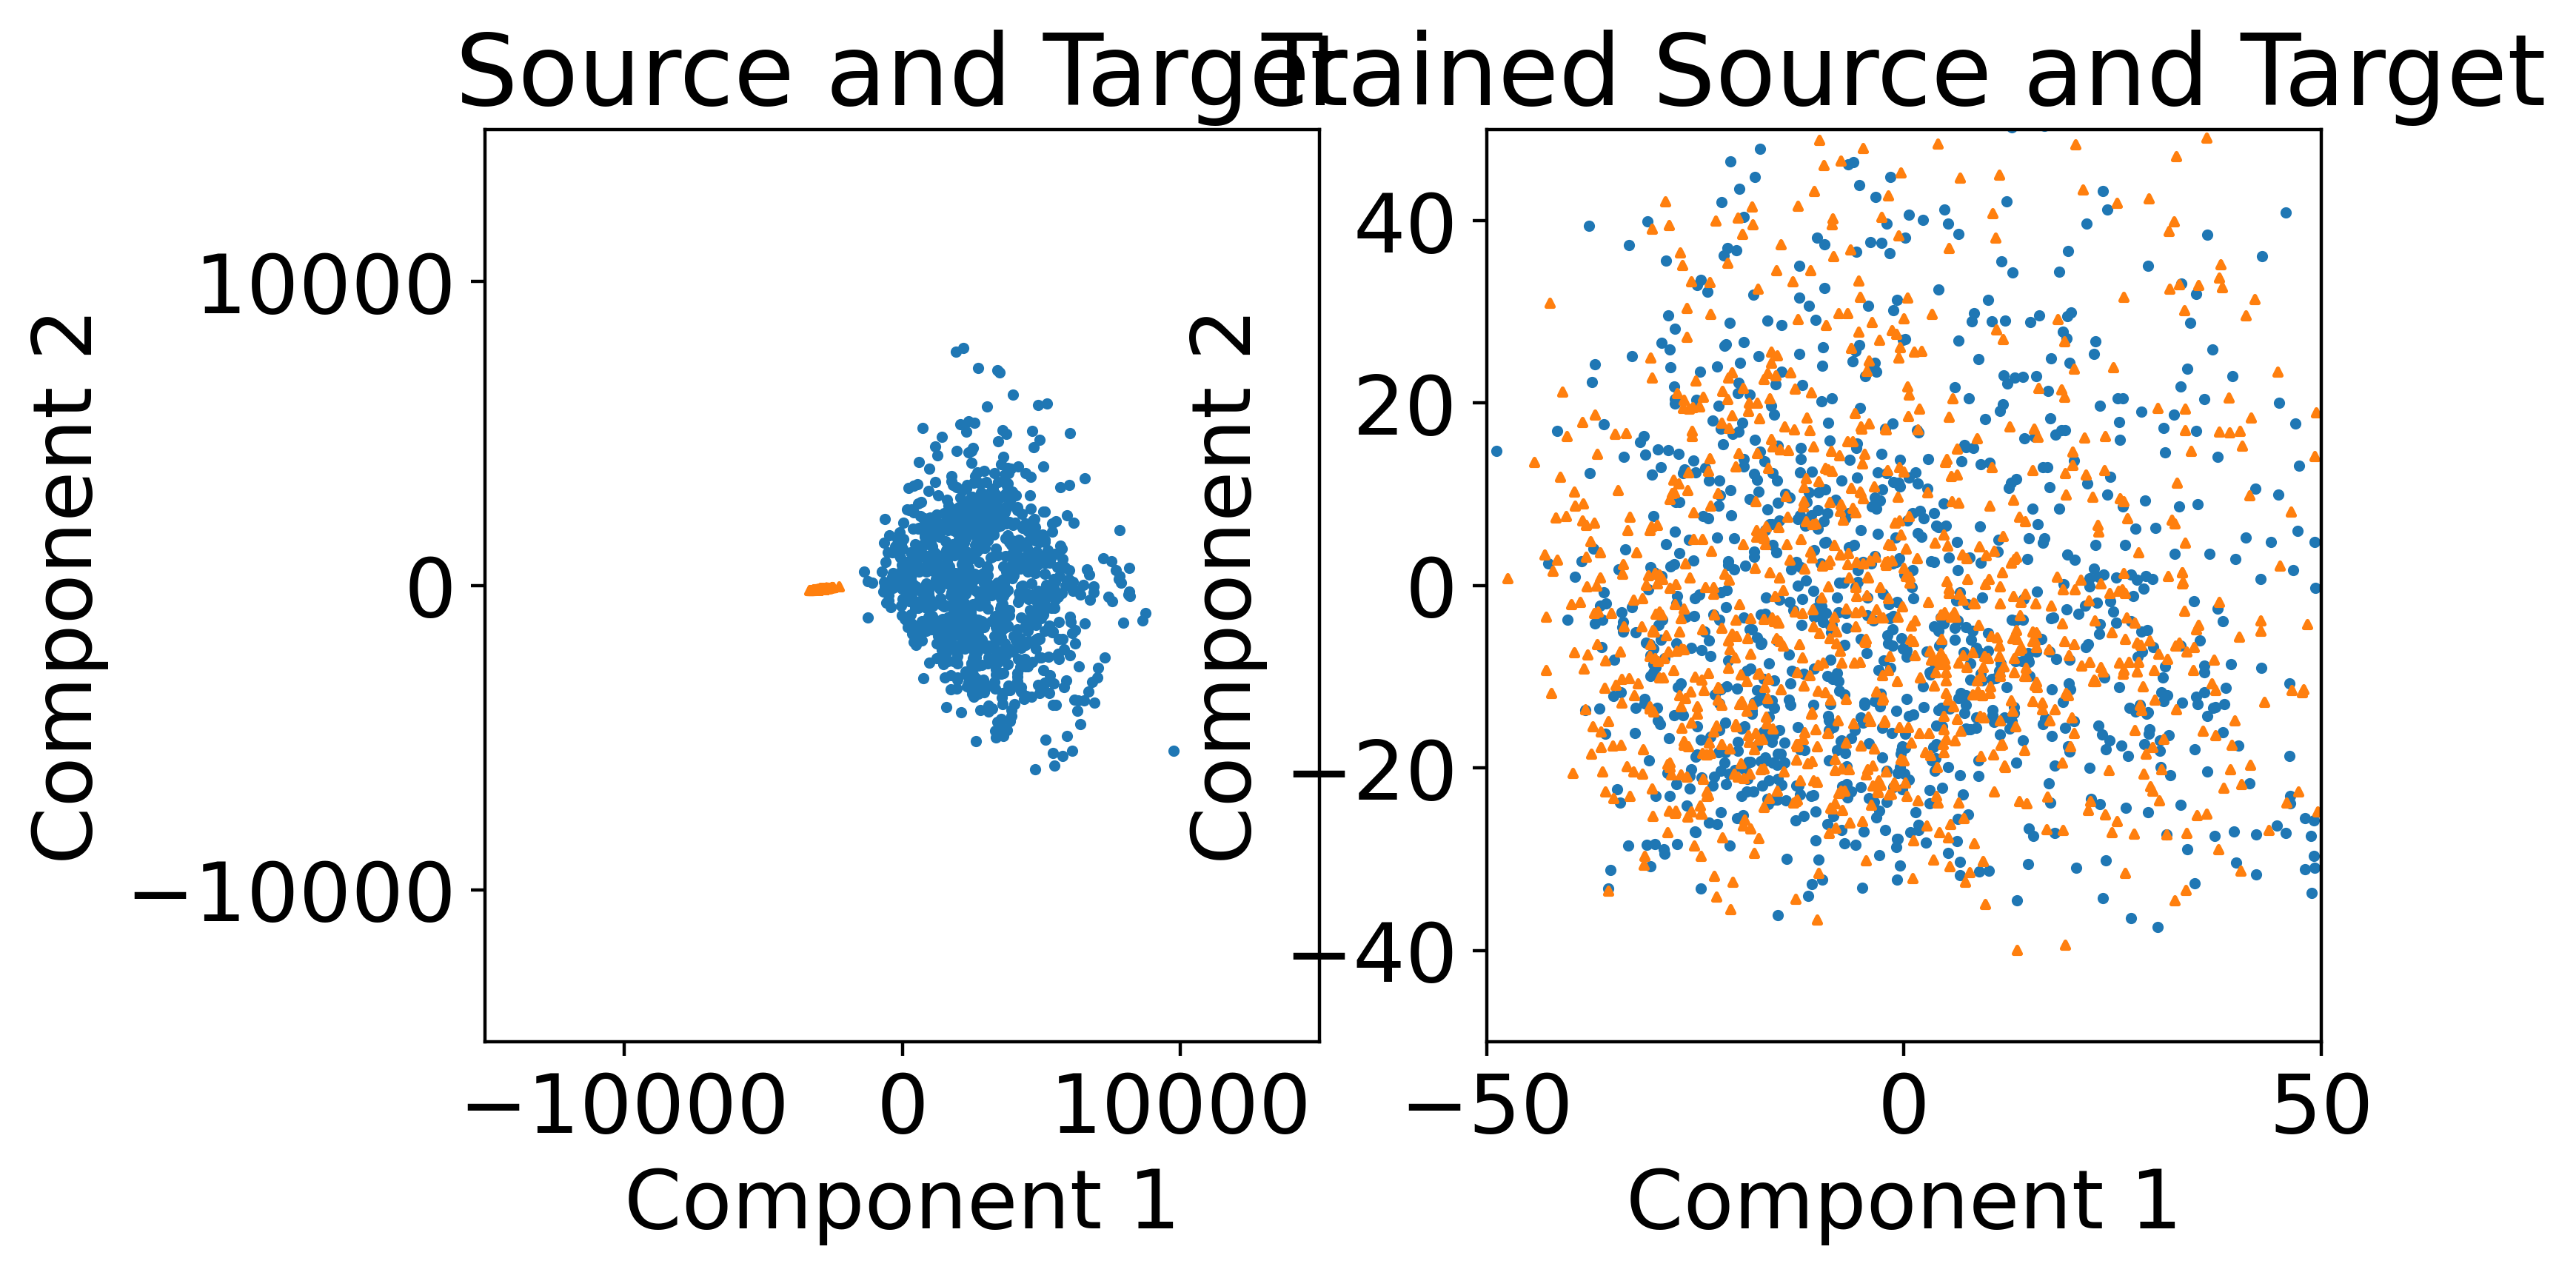 Source and Target
Trained Source and Target
Component 2
10000
0
−10000
−10000 0 10000
Component 1
Component 2
40
20
0
−20
−40
−50 0 50
Component 1